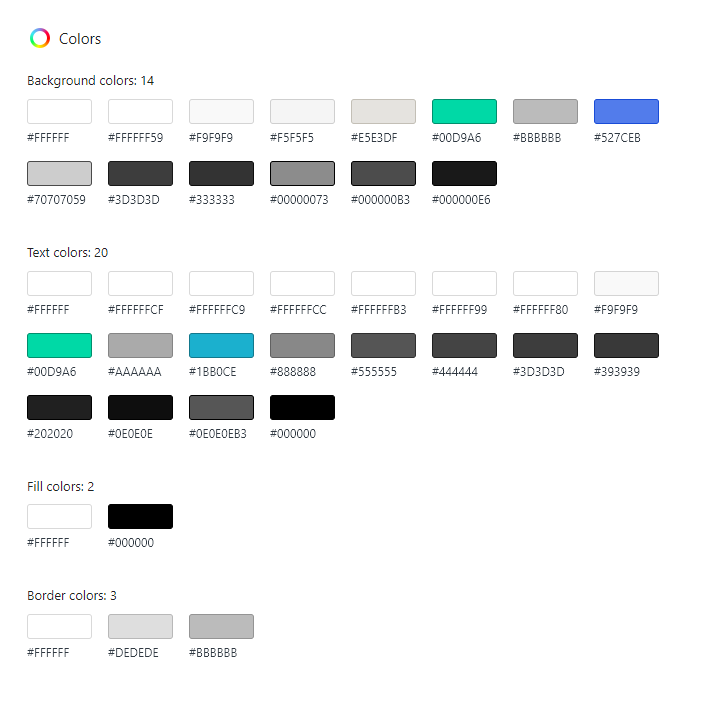 Colors
Background colors: 14
#FFFFFF #FFFFFF59 #F9F9F9 #F5F5F5 #E5E3DF #00D9A6 #BBBBBB #527CEB
#70707059 #3D3D3D #333333 #00000073 #000000B3 #000000E6
Text colors: 20
#FFFFFF #FFFFFFCF #FFFFFFC9 #FFFFFFCC #FFFFFFB3 #FFFFFF99 #FFFFFF80 #F9F9F9
#00D9A6 #AAAAAA #1BB0CE #888888 #555555 #444444 #3D3D3D #393939
#202020 #0E0E0E #0E0E0EB3 #000000
Fill colors: 2
#FFFFFF #000000
Border colors: 3
#FFFFFF #DEDEDE #BBBBBB